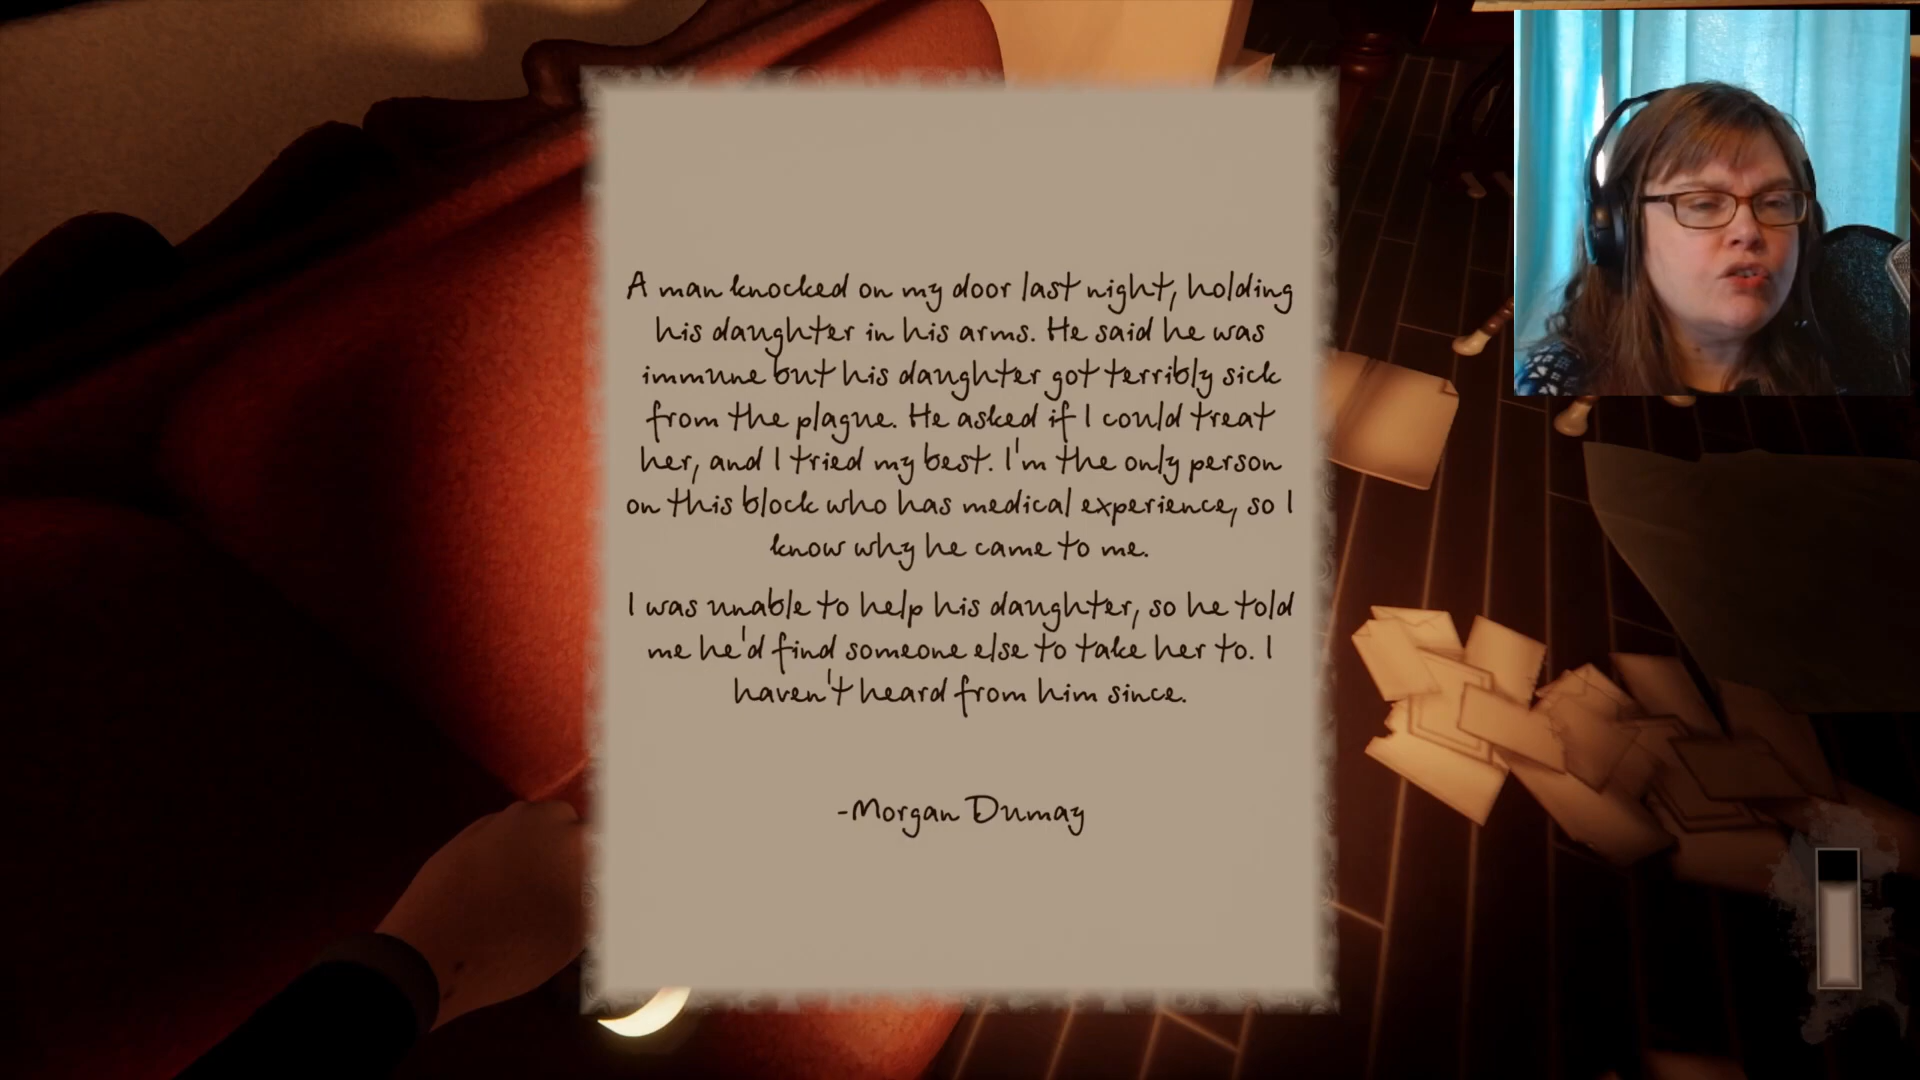 A man knocked on my door last night, holding
his daughter in his arms. He said he was
immune but his daughter got terribly sick
from the plague. He asked if I could treat
her, and I tried my best. I'm the only person
on this block who has medical experience, so I
know why he came to me.
I was unable to help his daughter, so he told
me he'd find someone else to take her to. I
haven't heard from him since.
-Morgan Dumay